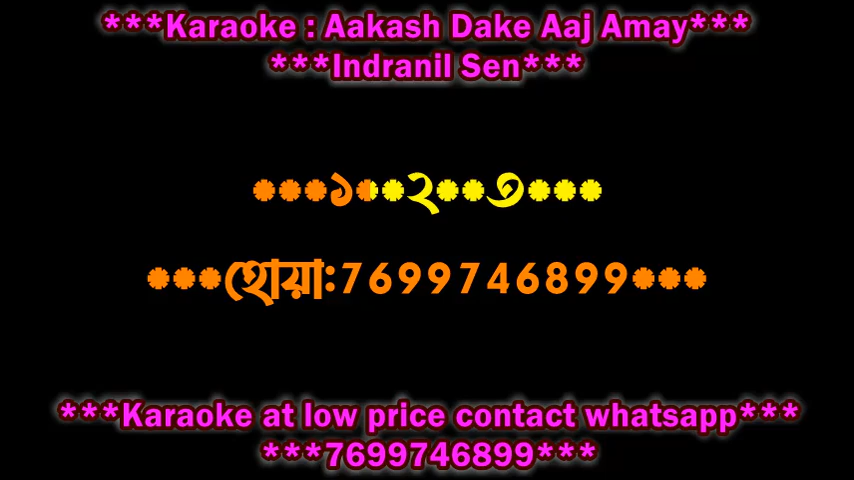 ***Karaoke : Aakash Dake Aaj Amay***
***Indranil Sen***
***১**২**৩***
***হোয়া:7699746899***
***Karaoke at low price contact whatsapp***
***7699746899***